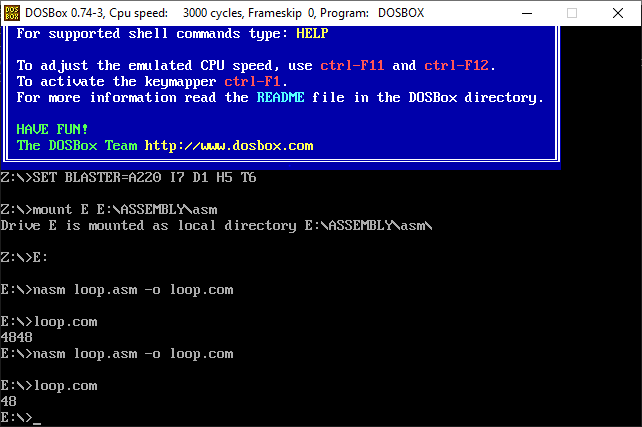 DOS
BOX
DOSBox 0.74-3, Cpu speed: 3000 cycles, Frameskip 0, Program: DOSBOX
For supported shell commands type: HELP
To adjust the emulated CPU speed, use ctrl-F11 and ctrl-F12.
To activate the keymapper ctrl-F1.
For more information read the README file in the DOSBox directory.
HAVE FUN!
The DOSBox Team http://www.dosbox.com
Z:\>SET BLASTER=A220 I7 D1 H5 T6
Z:\>mount E E:\ASSEMBLY\asm
Drive E is mounted as local directory E:\ASSEMBLY\asm\
Z:\>E:
E:\>nasm loop.asm -o loop.com
E:\>loop.com
4848
E:\>nasm loop.asm -o loop.com
E:\>loop.com
48
E:\>_